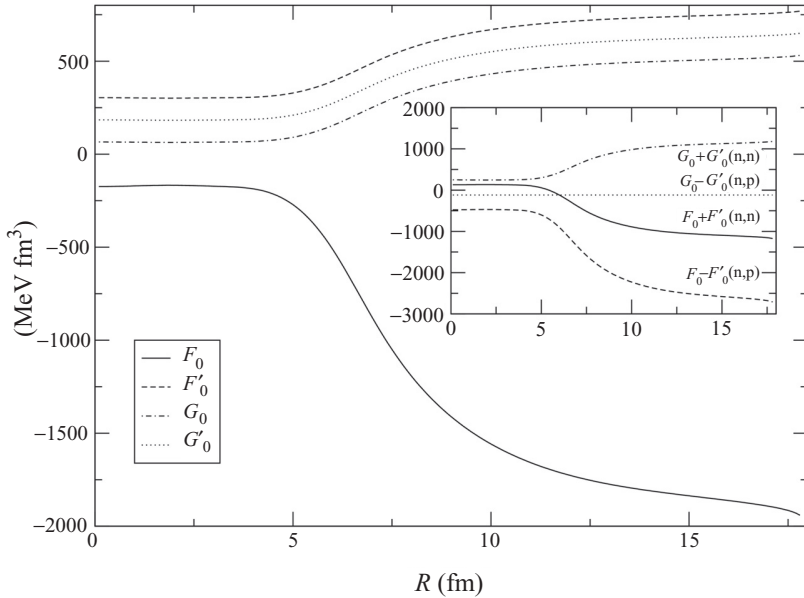 500
0
−250
−500
−1000
−1500
−2000
(MeV fm³)
0
5
10
15
R (fm)
F₀
F′₀
G₀
G′₀
2000
1000
0
−1000
−2000
−3000
0
5
10
15
G₀+G′₀(n,n)
G₀−G′₀(n,p)
F₀+F′₀(n,n)
F₀−F′₀(n,p)